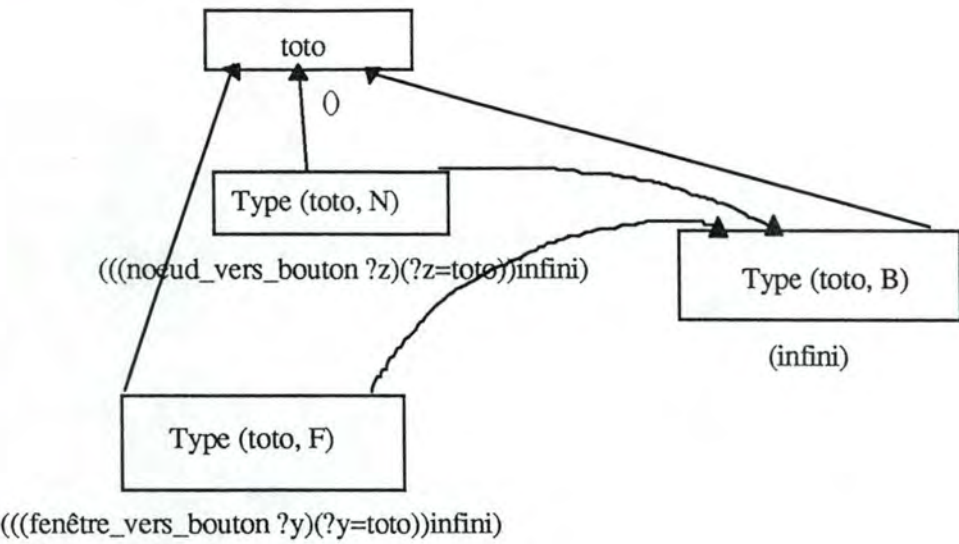 toto
()
Type (toto, N)
(((noeud_vers_bouton ?z)(?z=toto))infini)
Type (toto, B)
(infini)
Type (toto, F)
(((fenêtre_vers_bouton ?y)(?y=toto))infini)